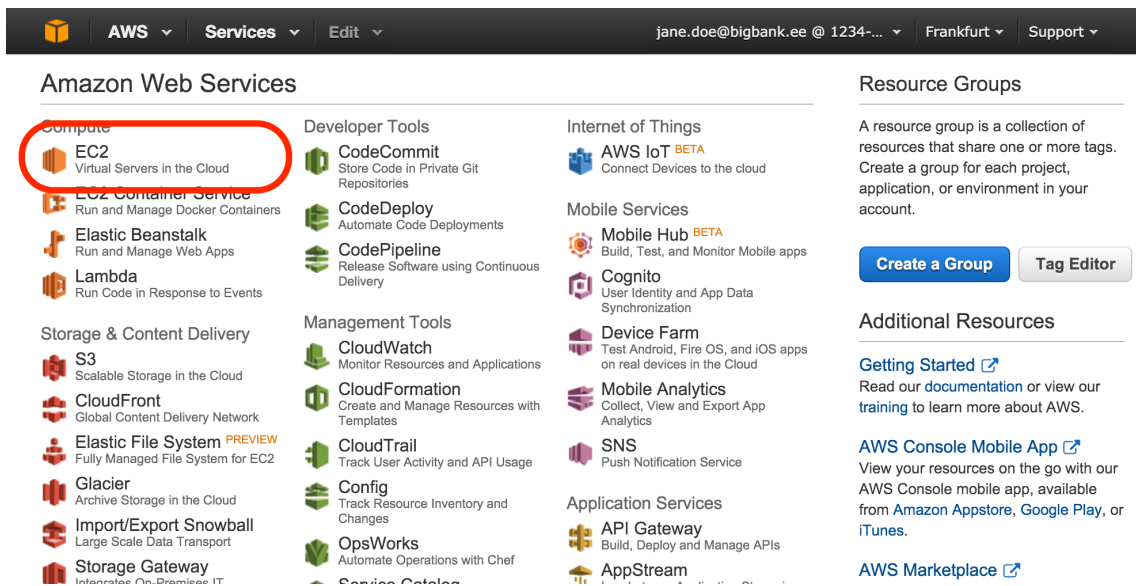 AWS Services Edit jane.doe@bigbank.ee @ 1234-... Frankfurt Support
Amazon Web Services
Compute
EC2
Virtual Servers in the Cloud
EC2 Container Service
Run and Manage Docker Containers
Elastic Beanstalk
Run and Manage Web Apps
Lambda
Run Code in Response to Events
Storage & Content Delivery
S3
Scalable Storage in the Cloud
CloudFront
Global Content Delivery Network
Elastic File System PREVIEW
Fully Managed File System for EC2
Glacier
Archive Storage in the Cloud
Import/Export Snowball
Large Scale Data Transport
Storage Gateway
Integrates On-Premises IT
Developer Tools
CodeCommit
Store Code in Private Git
Repositories
CodeDeploy
Automate Code Deployments
CodePipeline
Release Software using Continuous
Delivery
Management Tools
CloudWatch
Monitor Resources and Applications
CloudFormation
Create and Manage Resources with
Templates
CloudTrail
Track User Activity and API Usage
Config
Track Resource Inventory and
Changes
OpsWorks
Automate Operations with Chef
Service Catalog
Internet of Things
AWS IoT BETA
Connect Devices to the cloud
Mobile Services
Mobile Hub BETA
Build, Test, and Monitor Mobile apps
Cognito
User Identity and App Data
Synchronization
Device Farm
Test Android, Fire OS, and iOS apps
on real devices in the Cloud
Mobile Analytics
Collect, View and Export App
Analytics
SNS
Push Notification Service
Application Services
API Gateway
Build, Deploy and Manage APIs
AppStream
Resource Groups
A resource group is a collection of
resources that share one or more tags.
Create a group for each project,
application, or environment in your
account.
Create a Group Tag Editor
Additional Resources
Getting Started
Read our documentation or view our
training to learn more about AWS.
AWS Console Mobile App
View your resources on the go with our
AWS Console mobile app, available
from Amazon Appstore, Google Play, or
iTunes.
AWS Marketplace